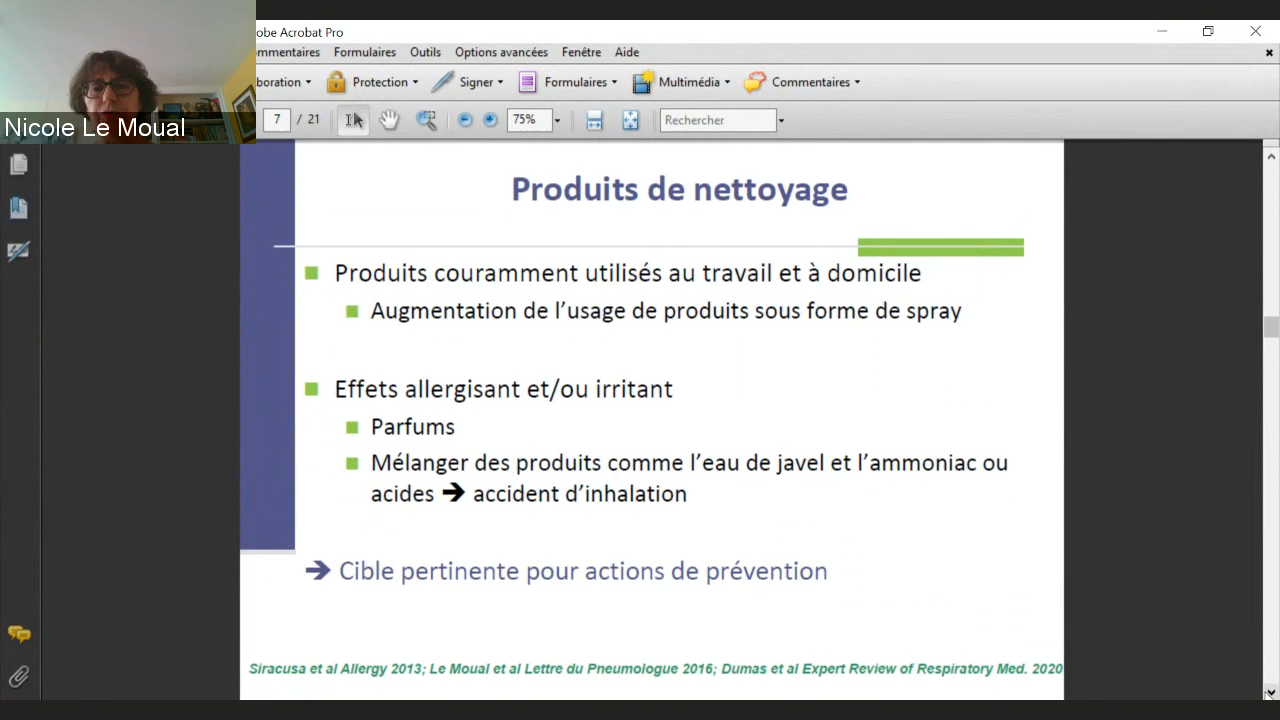 obe Acrobat Pro
mmentaires Formulaires Outils Options avancées Fenêtre Aide
boration Protection Signer Formulaires Multimédia Commentaires
7 / 21 75% Rechercher
Nicole Le Moual
Produits de nettoyage
Produits couramment utilisés au travail et à domicile
Augmentation de l'usage de produits sous forme de spray
Effets allergisant et/ou irritant
Parfums
Mélanger des produits comme l'eau de javel et l'ammoniac ou
acides ➔ accident d'inhalation
➔ Cible pertinente pour actions de prévention
Siracusa et al Allergy 2013; Le Moual et al Lettre du Pneumologue 2016; Dumas et al Expert Review of Respiratory Med. 2020